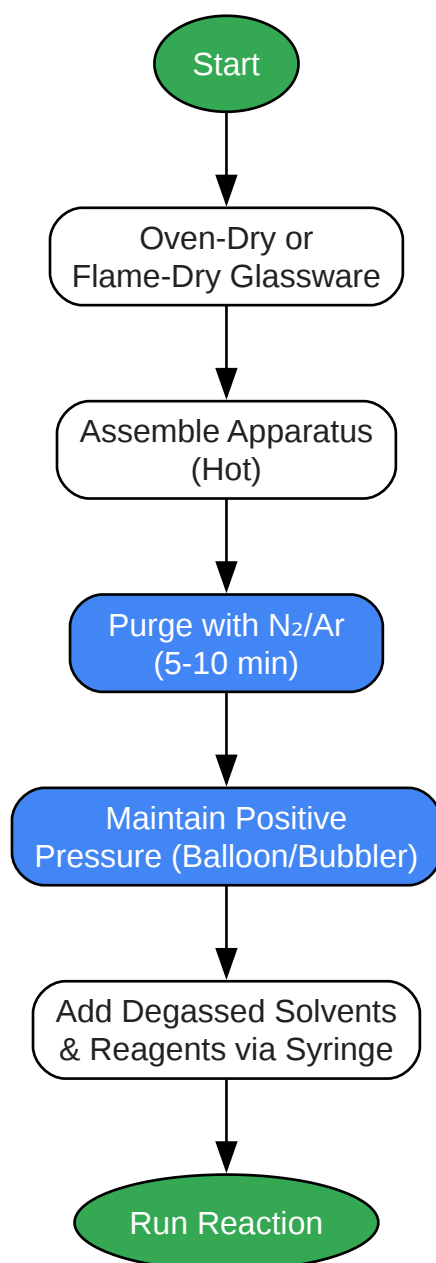 Start
Oven-Dry or
Flame-Dry Glassware
Assemble Apparatus
(Hot)
Purge with N₂/Ar
(5-10 min)
Maintain Positive
Pressure (Balloon/Bubbler)
Add Degassed Solvents
& Reagents via Syringe
Run Reaction